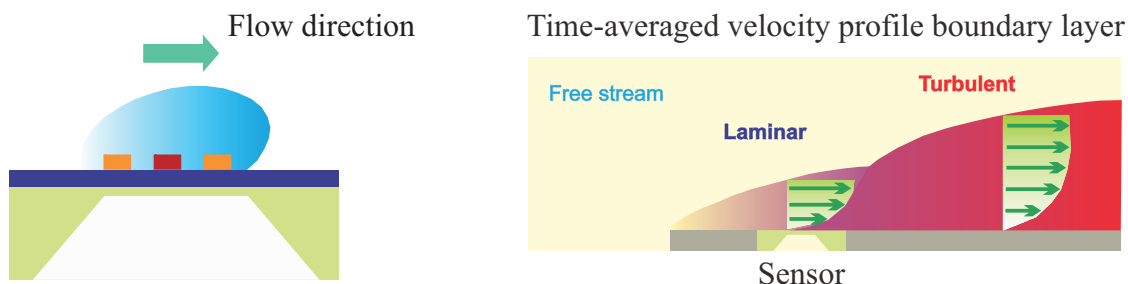 Flow direction
Time-averaged velocity profile boundary layer
Free stream
Turbulent
Laminar
Sensor